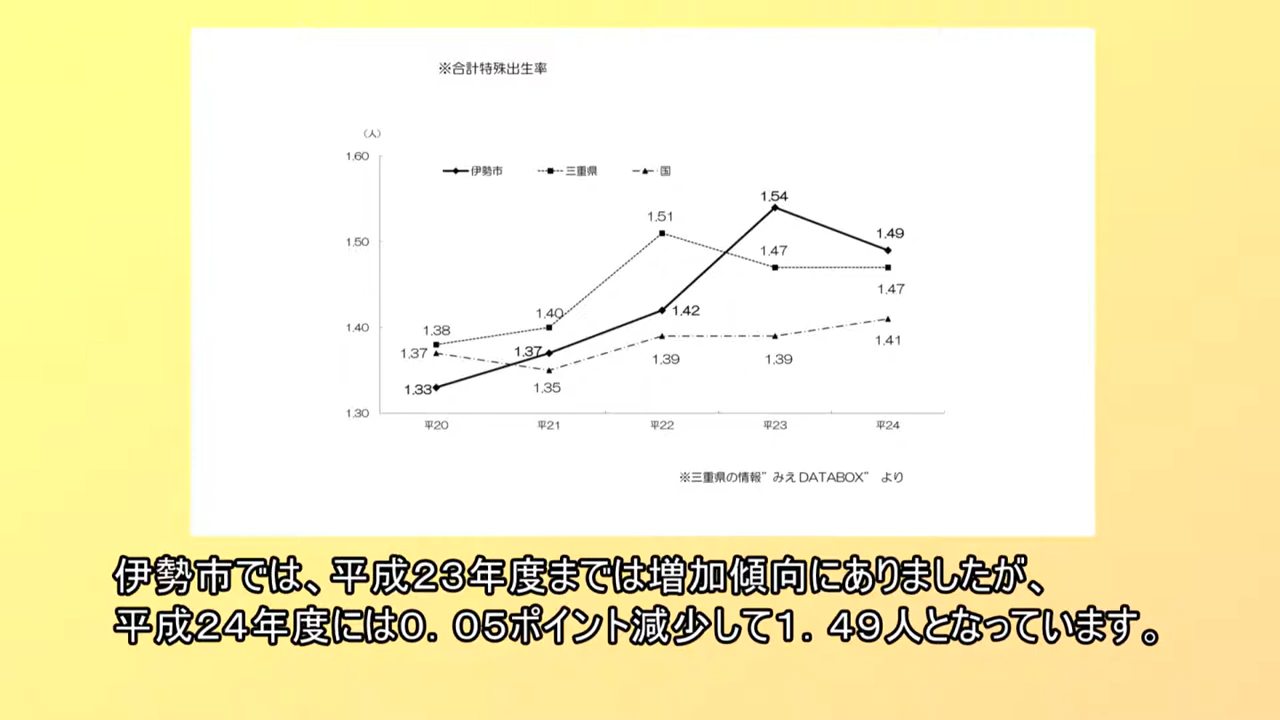 ※合計特殊出生率
（人）
1.60
伊勢市 三重県 国
1.54
1.51
1.49
1.50
1.47
1.47
1.42
1.40
1.40
1.38
1.37
1.37
1.41
1.39
1.39
1.35
1.33
1.30
平20 平21 平22 平23 平24
※三重県の情報”みえDATABOX” より
伊勢市では、平成２３年度までは増加傾向にありましたが、
平成２４年度には０．０５ポイント減少して１．４９人となっています。